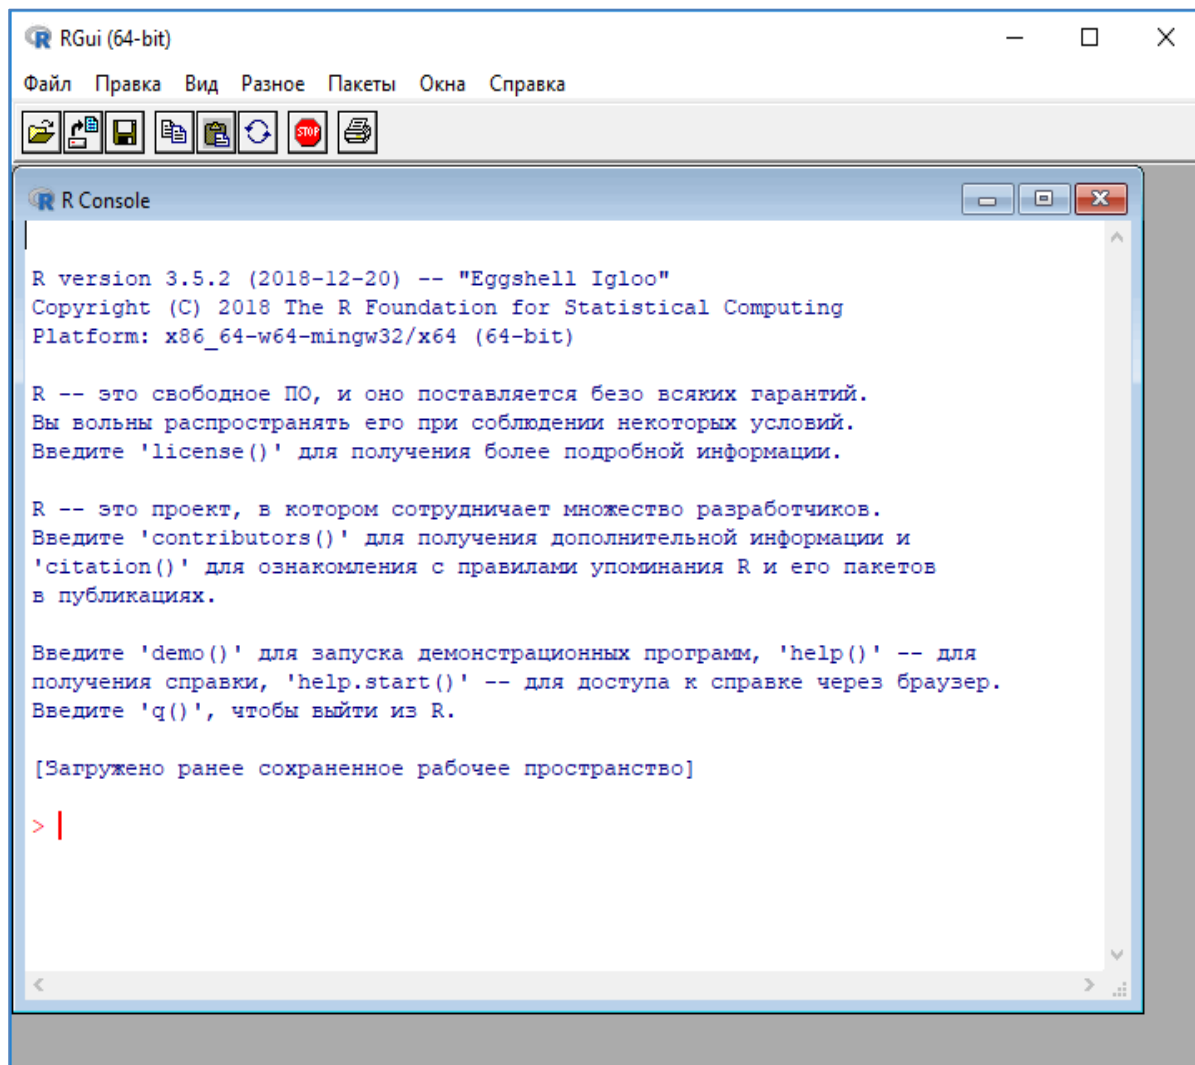 RGui (64-bit)
Файл Правка Вид Разное Пакеты Окна Справка
STOP
R Console
R version 3.5.2 (2018-12-20) -- "Eggshell Igloo"
Copyright (C) 2018 The R Foundation for Statistical Computing
Platform: x86_64-w64-mingw32/x64 (64-bit)
R -- это свободное ПО, и оно поставляется безо всяких гарантий.
Вы вольны распространять его при соблюдении некоторых условий.
Введите 'license()' для получения более подробной информации.
R -- это проект, в котором сотрудничает множество разработчиков.
Введите 'contributors()' для получения дополнительной информации и
'citation()' для ознакомления с правилами упоминания R и его пакетов
в публикациях.
Введите 'demo()' для запуска демонстрационных программ, 'help()' -- для
получения справки, 'help.start()' -- для доступа к справке через браузер.
Введите 'q()', чтобы выйти из R.
[Загружено ранее сохраненное рабочее пространство]
>